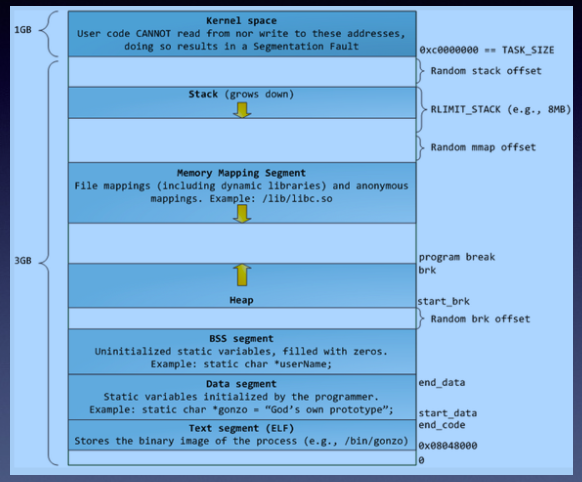 1GB
Kernel space
User code CANNOT read from nor write to these addresses,
doing so results in a Segmentation Fault
0xc0000000 == TASK_SIZE
Random stack offset
Stack (grows down)
RLIMIT_STACK (e.g., 8MB)
Random mmap offset
Memory Mapping Segment
File mappings (including dynamic libraries) and anonymous
mappings. Example: /lib/libc.so
3GB
program break
brk
Heap
start_brk
Random brk offset
BSS segment
Uninitialized static variables, filled with zeros.
Example: static char *userName;
Data segment
Static variables initialized by the programmer.
Example: static char *gonzo = “God’s own prototype”;
end_data
start_data
end_code
Text segment (ELF)
Stores the binary image of the process (e.g., /bin/gonzo)
0x08048000
0